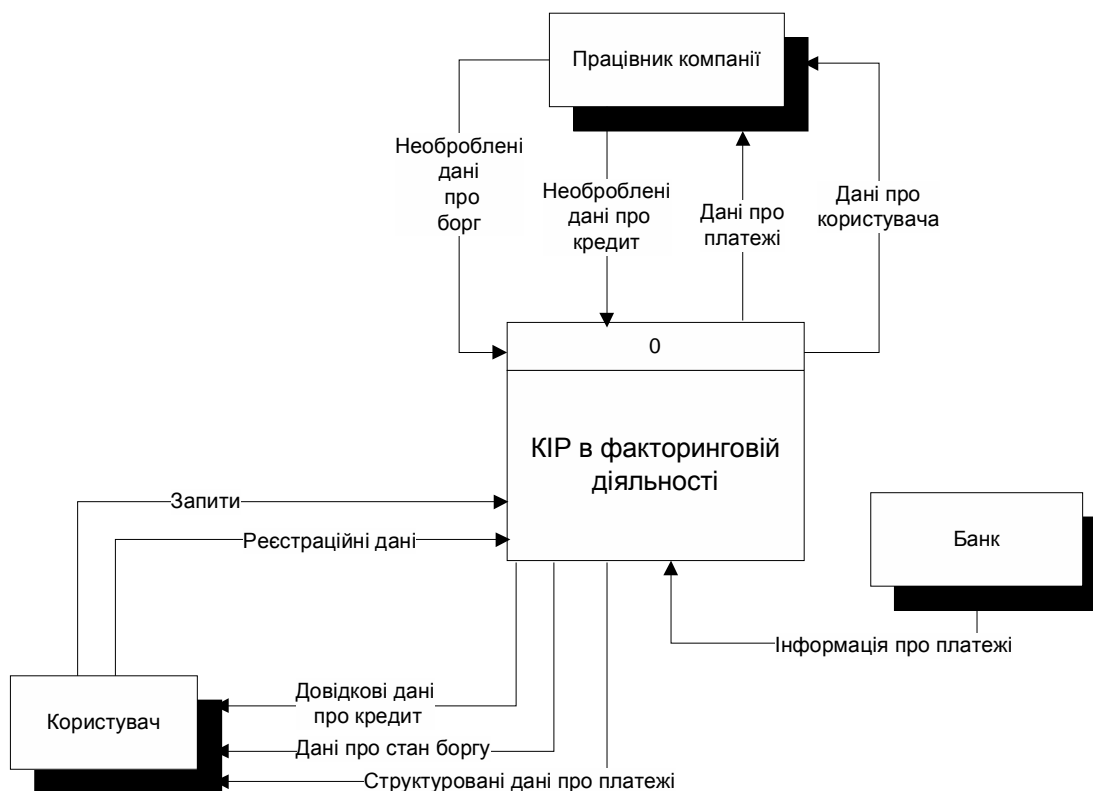 Працівник компанії
Необроблені
дані
про
борг
Необроблені
дані про
кредит
Дані про
платежі
Дані про
користувача
0
КІР в факторинговій
діяльності
Запити
Реєстраційні дані
Банк
Інформація про платежі
Користувач
Довідкові дані
про кредит
Дані про стан боргу
Структуровані дані про платежі